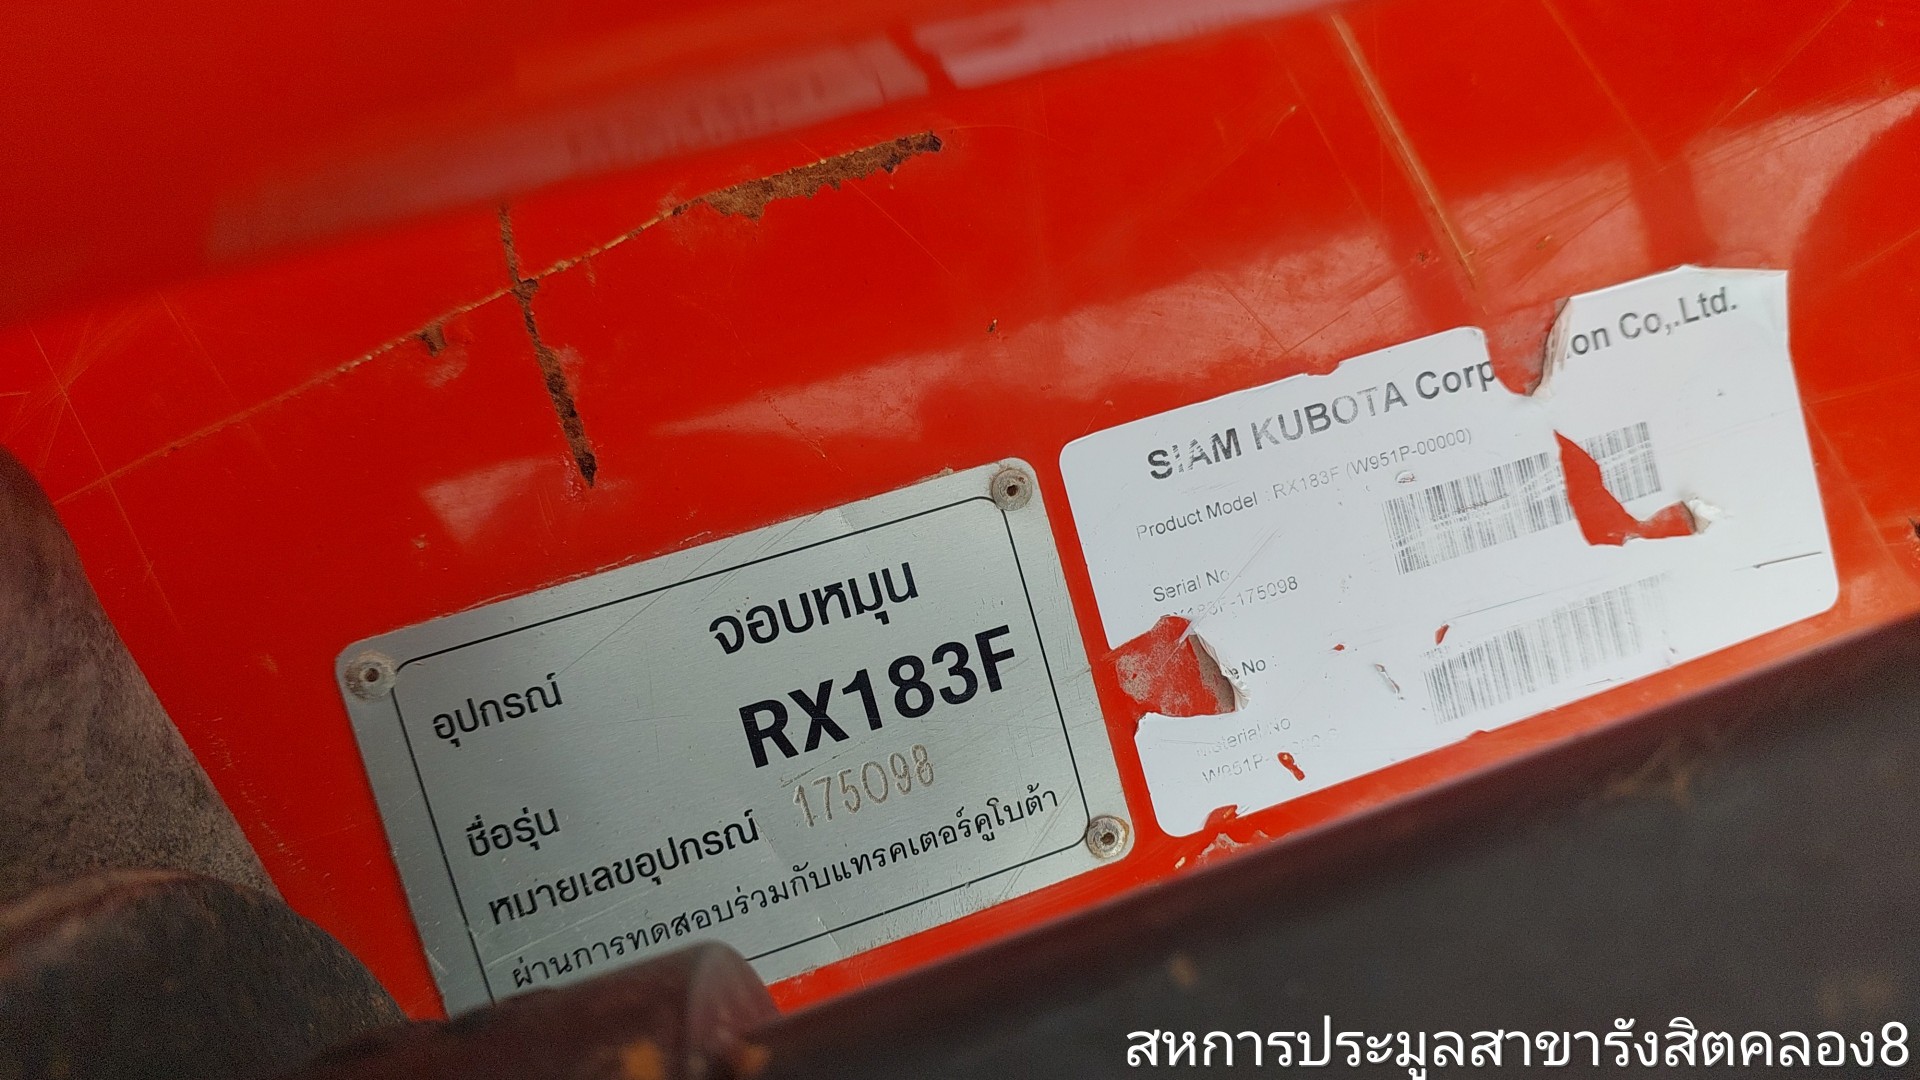 อุปกรณ์ จอบหมุน
ชื่อรุ่น RX183F
หมายเลขอุปกรณ์ 175098
ผ่านการทดสอบร่วมกับแทรคเตอร์คูโบต้า
SIAM KUBOTA Corp on Co,.Ltd.
Product Model : RX183F (W951P-00000)
Serial No
RX183F-175098
No :
Material No
W951P-
สหการประมูลสาขารังสิตคลอง8